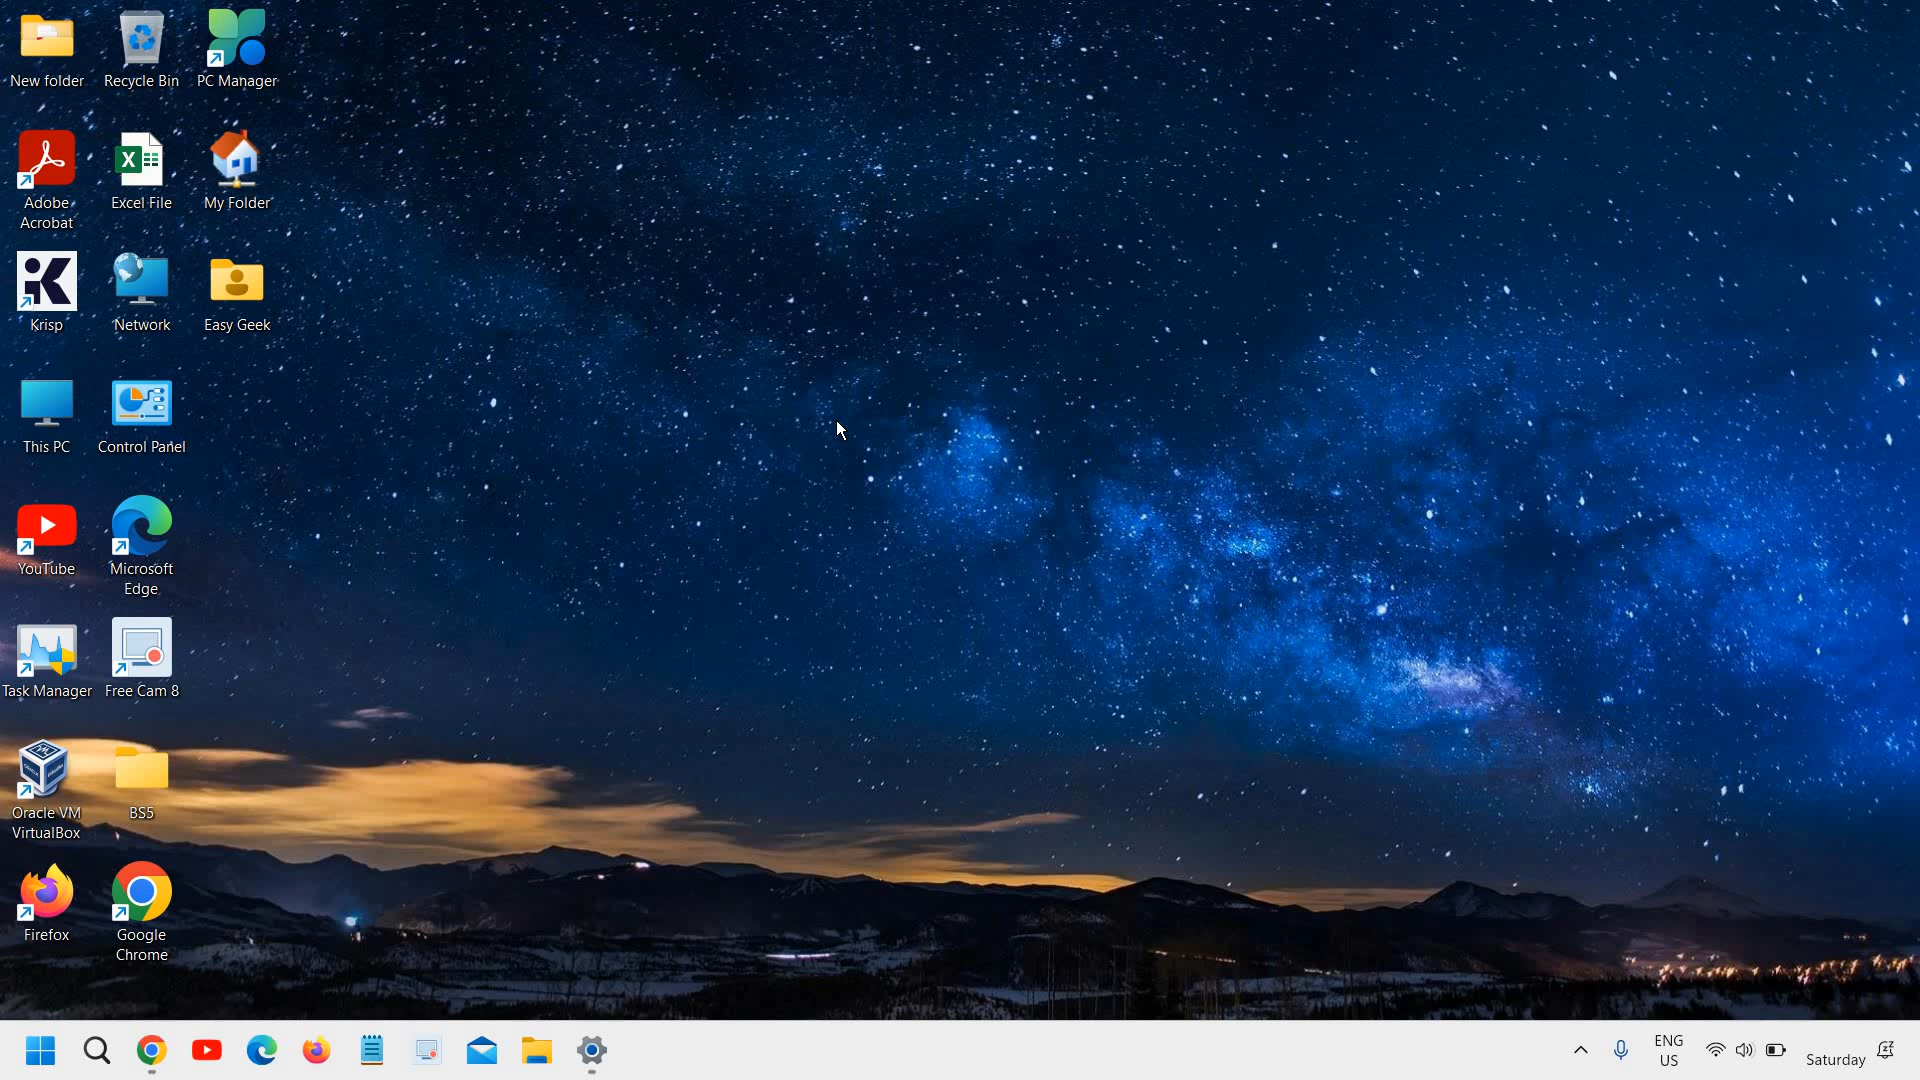 New folder
Recycle Bin
PC Manager
Adobe
Acrobat
Excel File
My Folder
Krisp
Network
Easy Geek
This PC
Control Panel
YouTube
Microsoft
Edge
Task Manager
Free Cam 8
Oracle VM
VirtualBox
BS5
Firefox
Google
Chrome
ENG
US
Saturday